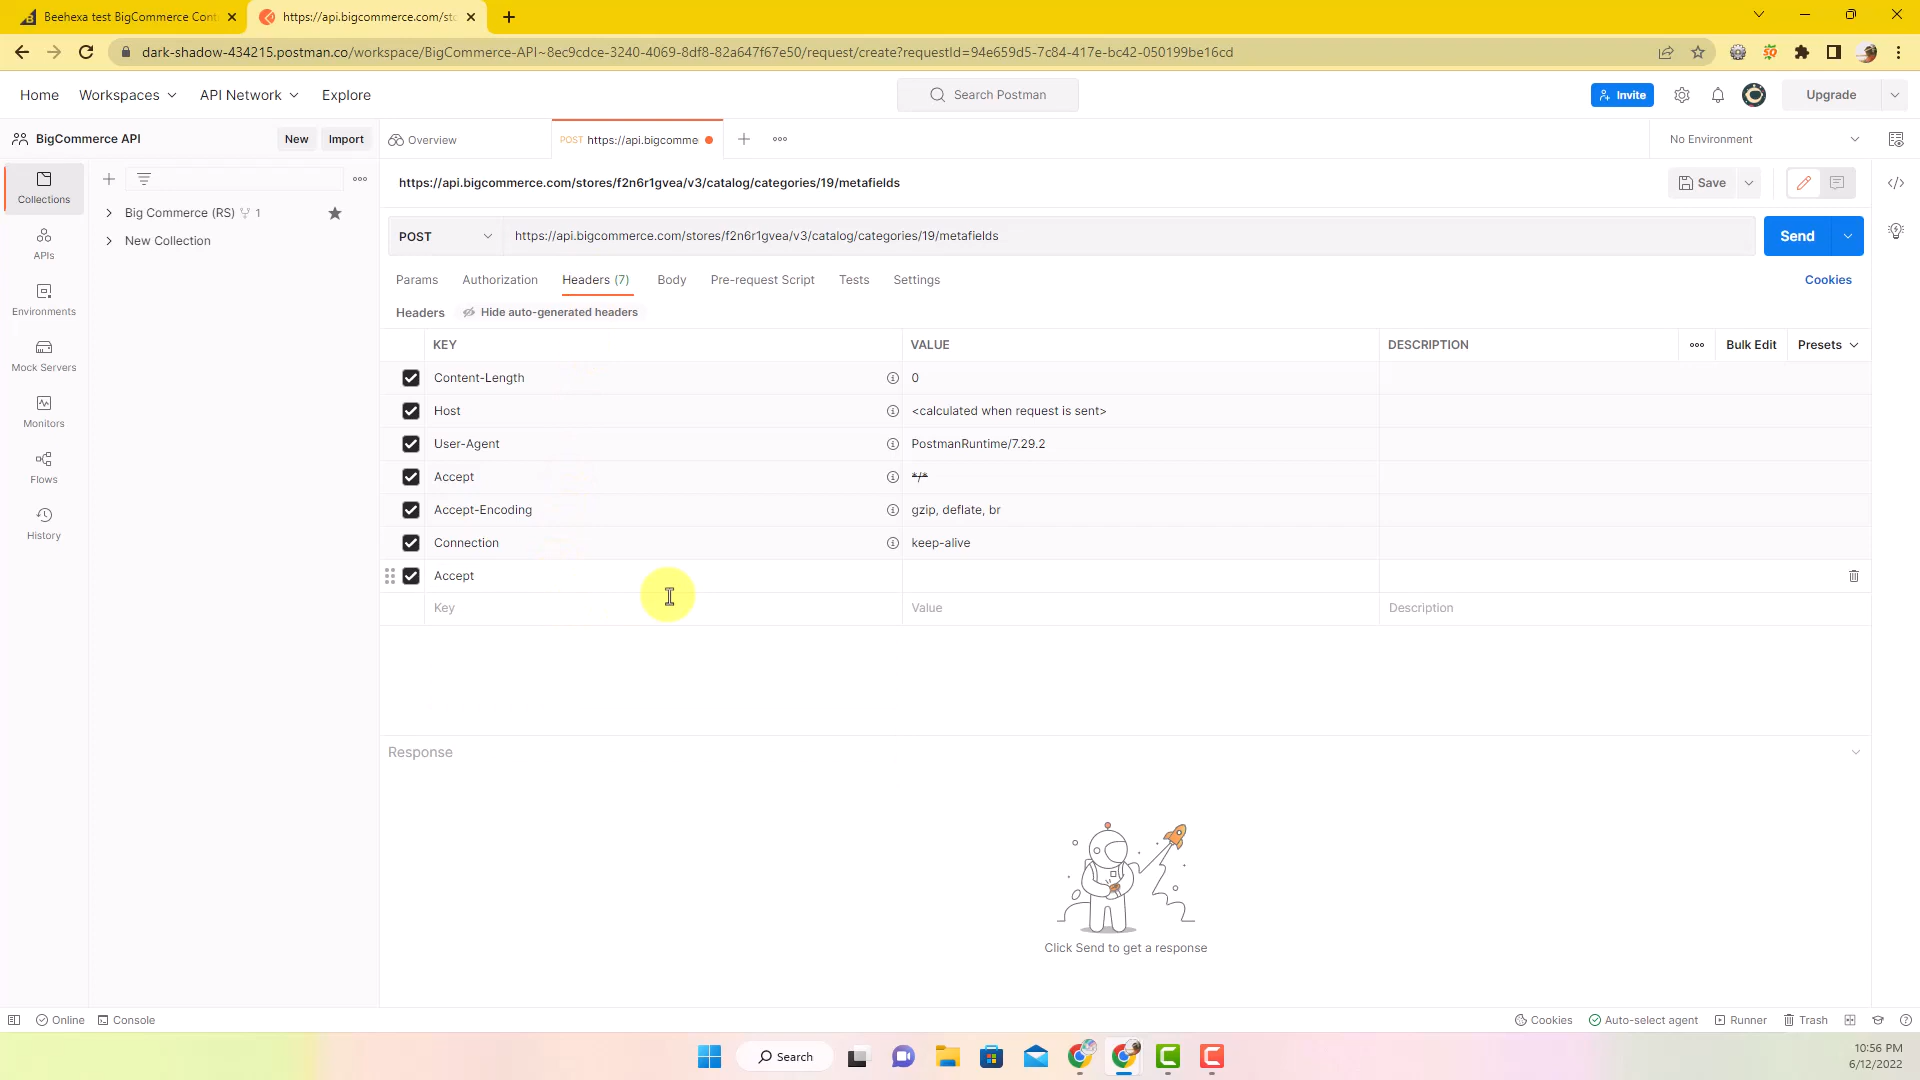 Beehexa test BigCommerce Cont
https://api.bigcommerce.com/sto
dark-shadow-434215.postman.co/workspace/BigCommerce-API~8ec9cdce-3240-4069-8df8-82a647f67e50/request/create?requestId=94e659d5-7c84-417e-bc42-050199be16cd
Home Workspaces API Network Explore Search Postman Invite Upgrade
BigCommerce API New Import
Overview POST https://api.bigcomme No Environment
Collections
APIs
Environments
Mock Servers
Monitors
Flows
History
Big Commerce (RS) 1
New Collection
https://api.bigcommerce.com/stores/f2n6r1gvea/v3/catalog/categories/19/metafields Save
POST https://api.bigcommerce.com/stores/f2n6r1gvea/v3/catalog/categories/19/metafields Send
Params Authorization Headers (7) Body Pre-request Script Tests Settings Cookies
Headers Hide auto-generated headers
KEY VALUE DESCRIPTION Bulk Edit Presets
Content-Length 0
Host <calculated when request is sent>
User-Agent PostmanRuntime/7.29.2
Accept */*
Accept-Encoding gzip, deflate, br
Connection keep-alive
Accept
Key Value Description
Response
Click Send to get a response
Online Console Cookies Auto-select agent Runner Trash
Search
10:56 PM
6/12/2022